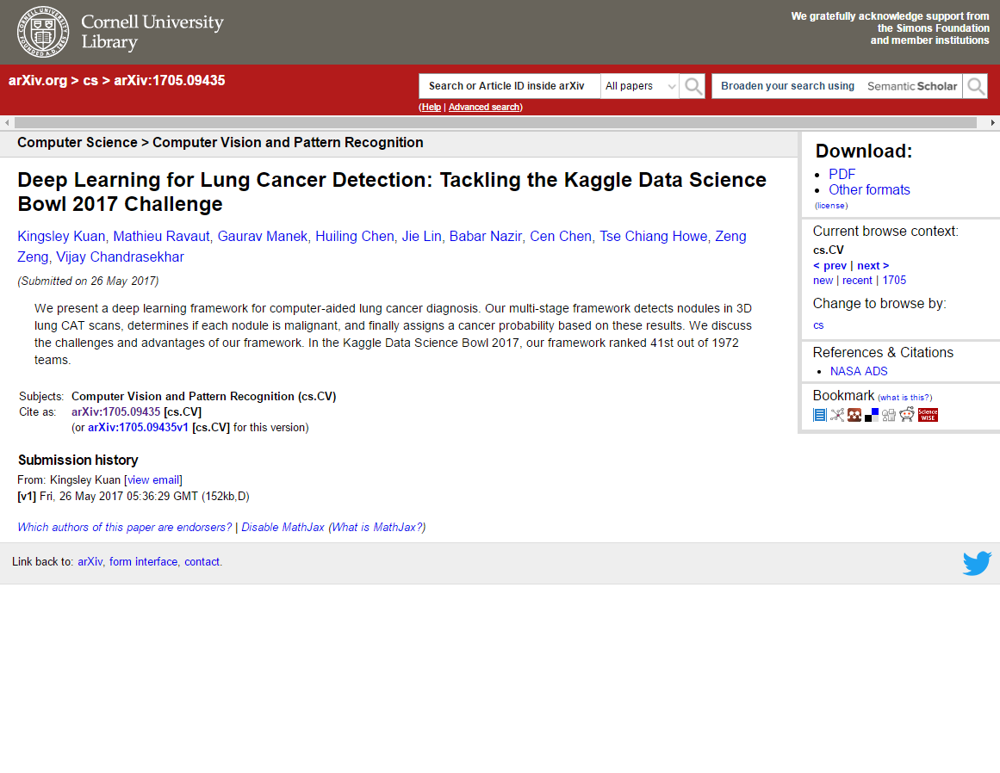 Cornell University
Library
We gratefully acknowledge support from
the Simons Foundation
and member institutions
arXiv.org > cs > arXiv:1705.09435
Search or Article ID inside arXiv All papers Broaden your search using Semantic Scholar
(Help | Advanced search)
Computer Science > Computer Vision and Pattern Recognition
Deep Learning for Lung Cancer Detection: Tackling the Kaggle Data Science
Bowl 2017 Challenge
Kingsley Kuan, Mathieu Ravaut, Gaurav Manek, Huiling Chen, Jie Lin, Babar Nazir, Cen Chen, Tse Chiang Howe, Zeng
Zeng, Vijay Chandrasekhar
(Submitted on 26 May 2017)
We present a deep learning framework for computer-aided lung cancer diagnosis. Our multi-stage framework detects nodules in 3D
lung CAT scans, determines if each nodule is malignant, and finally assigns a cancer probability based on these results. We discuss
the challenges and advantages of our framework. In the Kaggle Data Science Bowl 2017, our framework ranked 41st out of 1972
teams.
Subjects: Computer Vision and Pattern Recognition (cs.CV)
Cite as: arXiv:1705.09435 [cs.CV]
(or arXiv:1705.09435v1 [cs.CV] for this version)
Submission history
From: Kingsley Kuan [view email]
[v1] Fri, 26 May 2017 05:36:29 GMT (152kb,D)
Which authors of this paper are endorsers? | Disable MathJax (What is MathJax?)
Download:
PDF
Other formats
(license)
Current browse context:
cs.CV
< prev | next >
new | recent | 1705
Change to browse by:
cs
References & Citations
NASA ADS
Bookmark (what is this?)
Science
WISE
Link back to: arXiv, form interface, contact.